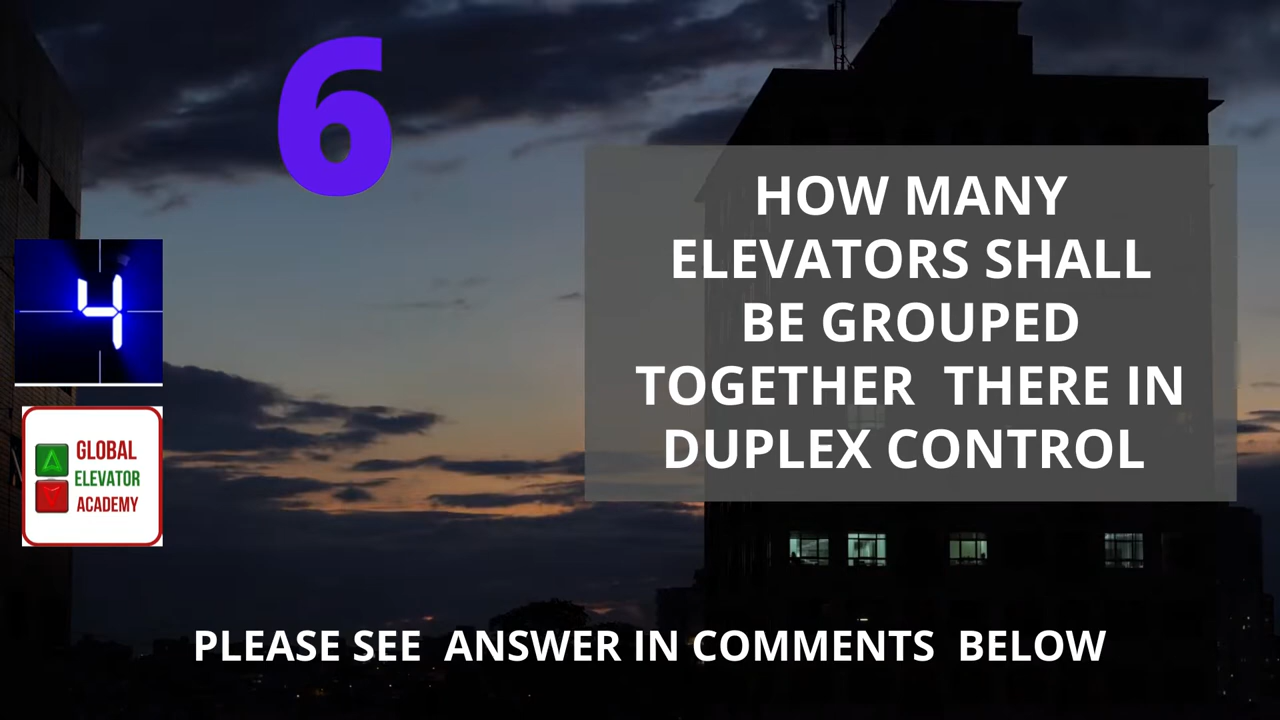 6
HOW MANY
ELEVATORS SHALL
BE GROUPED
TOGETHER THERE IN
DUPLEX CONTROL
4
GLOBAL
ELEVATOR
ACADEMY
PLEASE SEE ANSWER IN COMMENTS BELOW